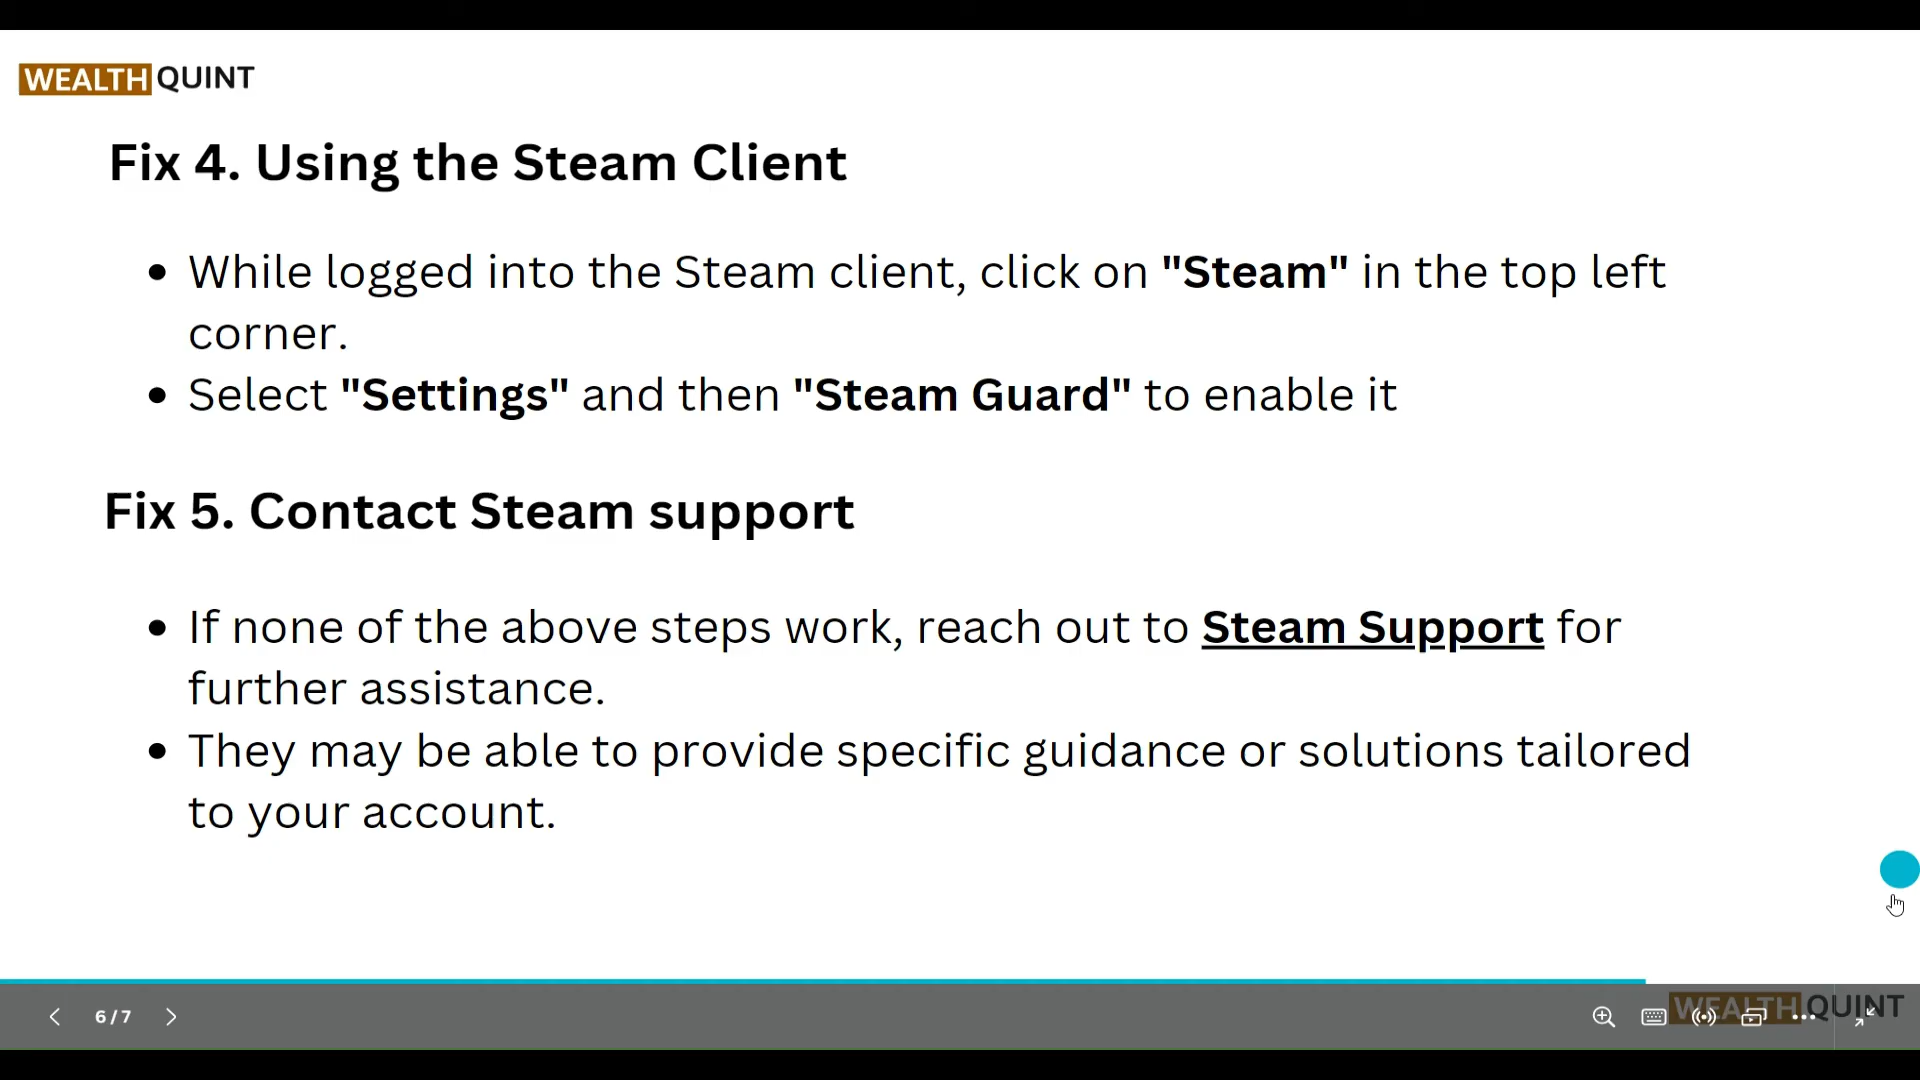 WEALTH QUINT
Fix 4. Using the Steam Client
• While logged into the Steam client, click on "Steam" in the top left
corner.
• Select "Settings" and then "Steam Guard" to enable it
Fix 5. Contact Steam support
• If none of the above steps work, reach out to Steam Support for
further assistance.
• They may be able to provide specific guidance or solutions tailored
to your account.
6 / 7
WEALTH QUINT